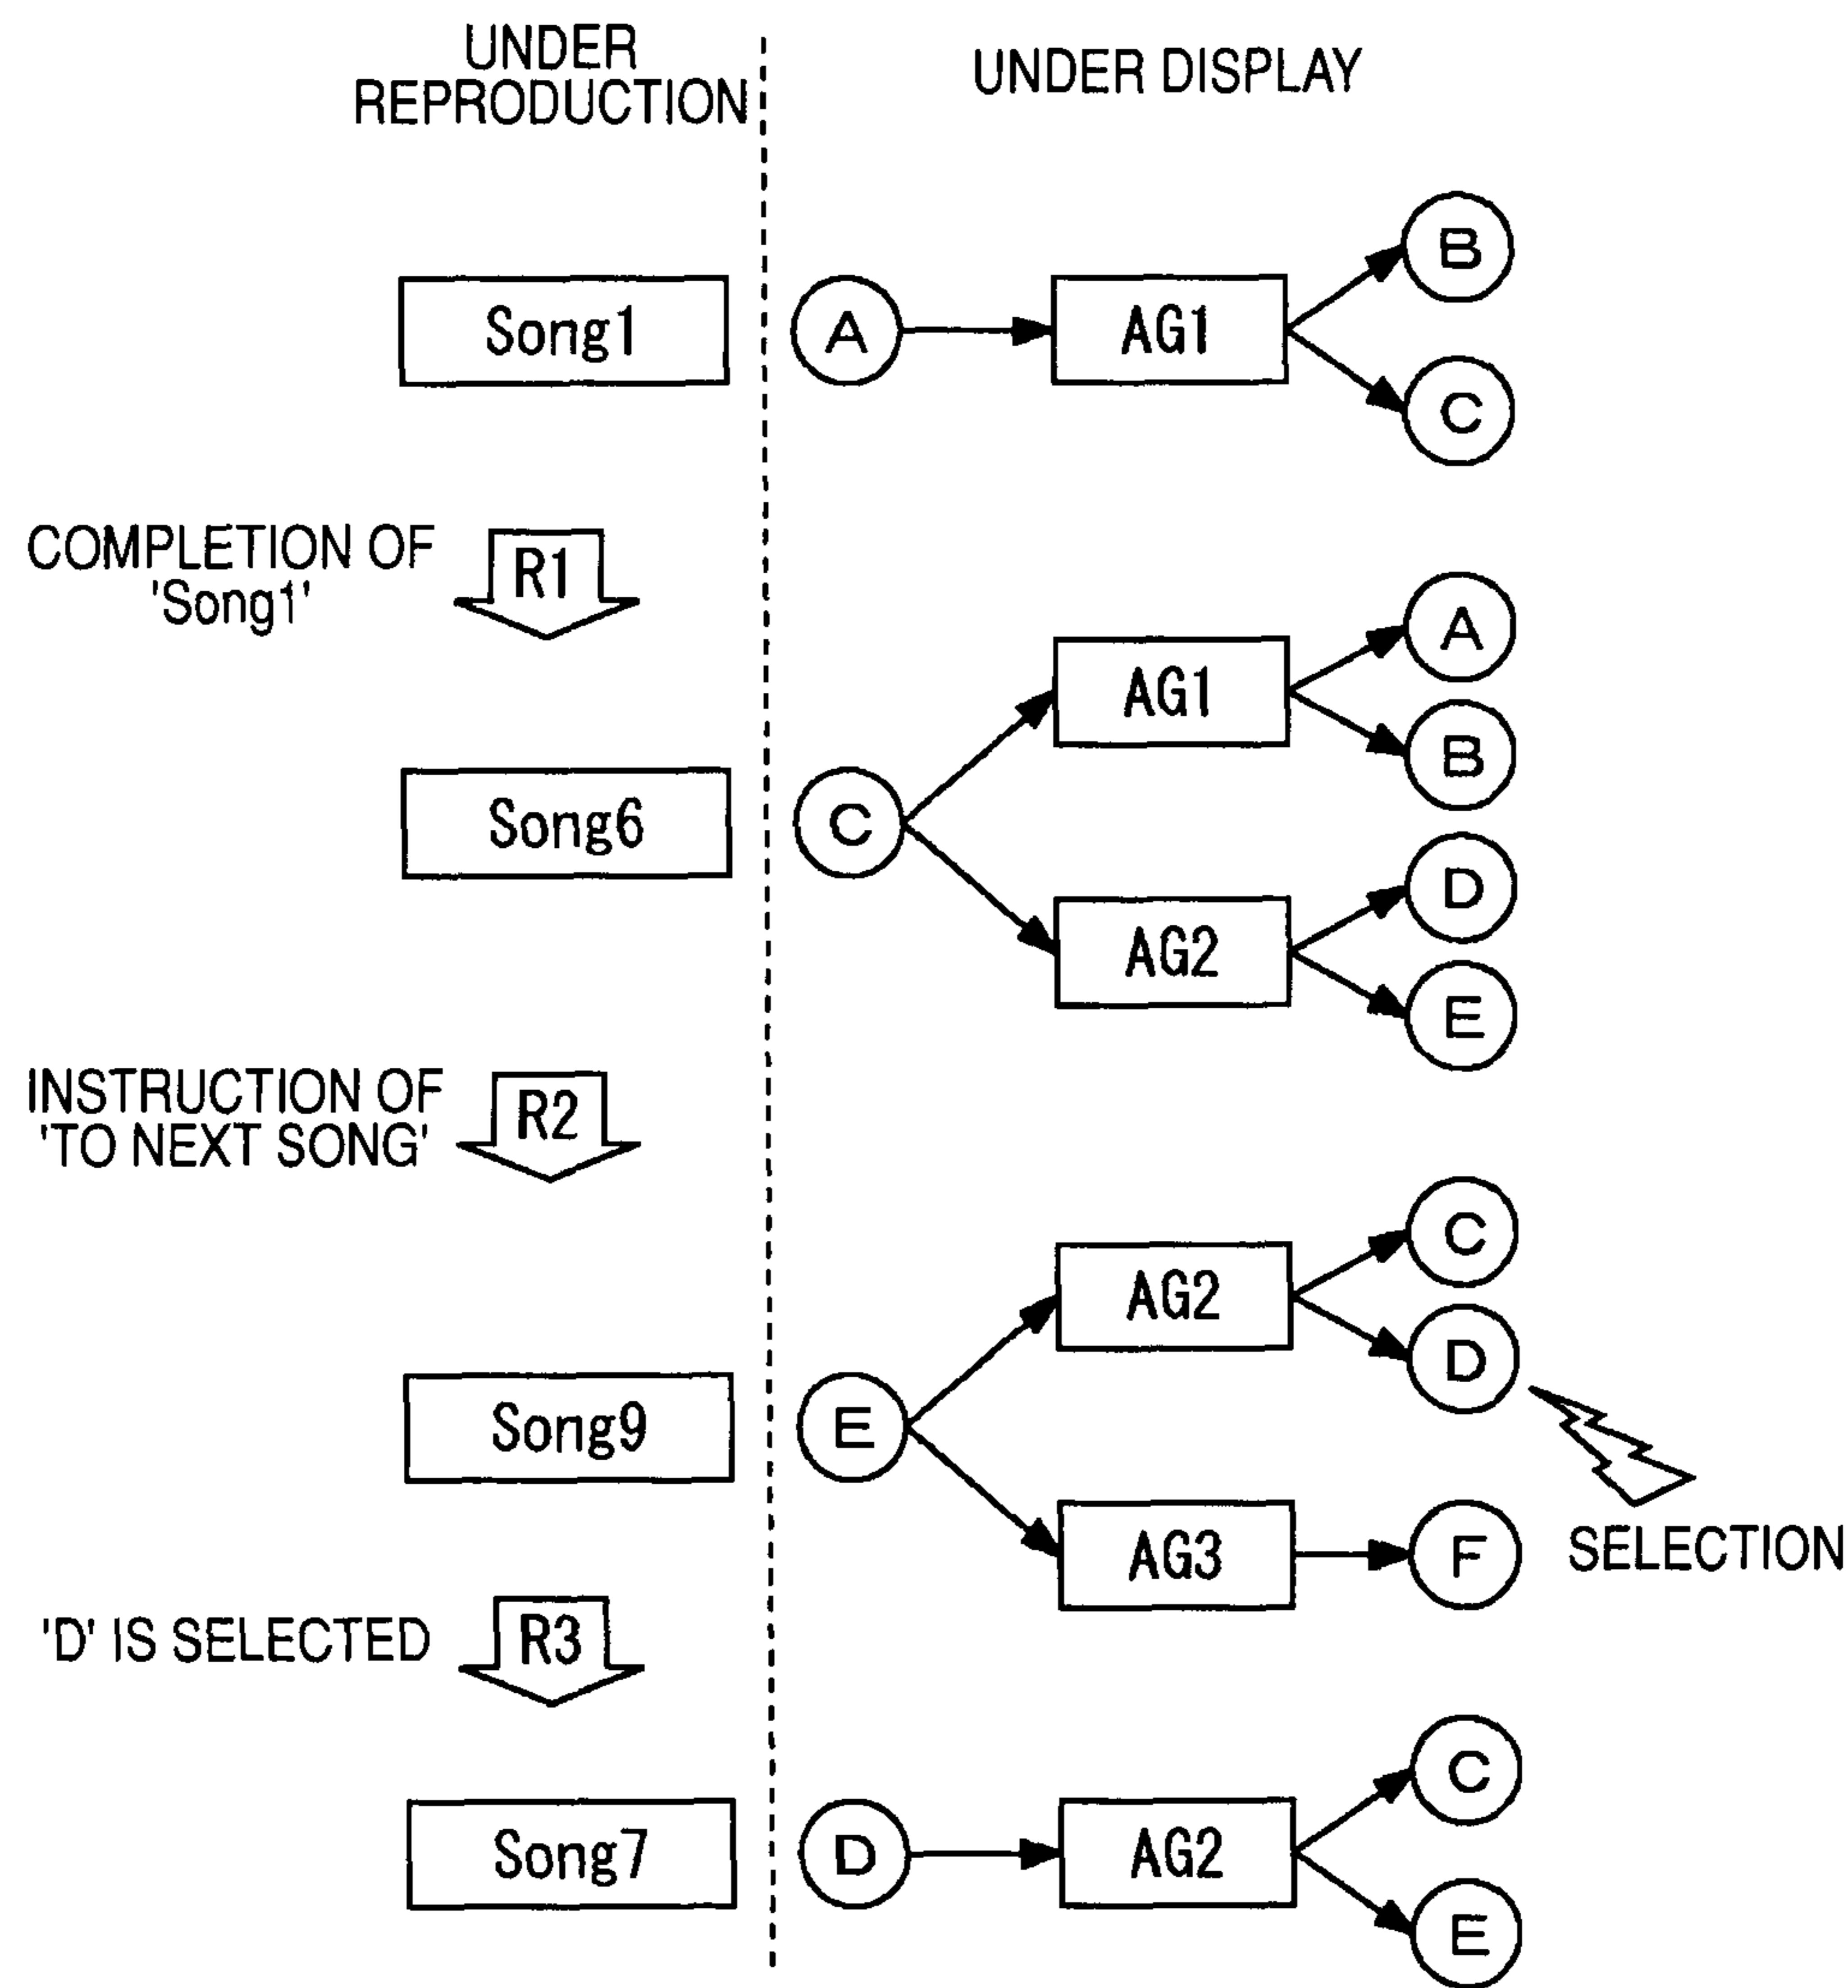 UNDER
REPRODUCTION
UNDER DISPLAY
B
Song1
A
AG1
C
COMPLETION OF
'Song1'
R1
A
AG1
B
Song6
C
D
AG2
E
INSTRUCTION OF
'TO NEXT SONG'
R2
C
AG2
D
Song9
E
AG3
F
SELECTION
'D' IS SELECTED
R3
C
Song7
D
AG2
E